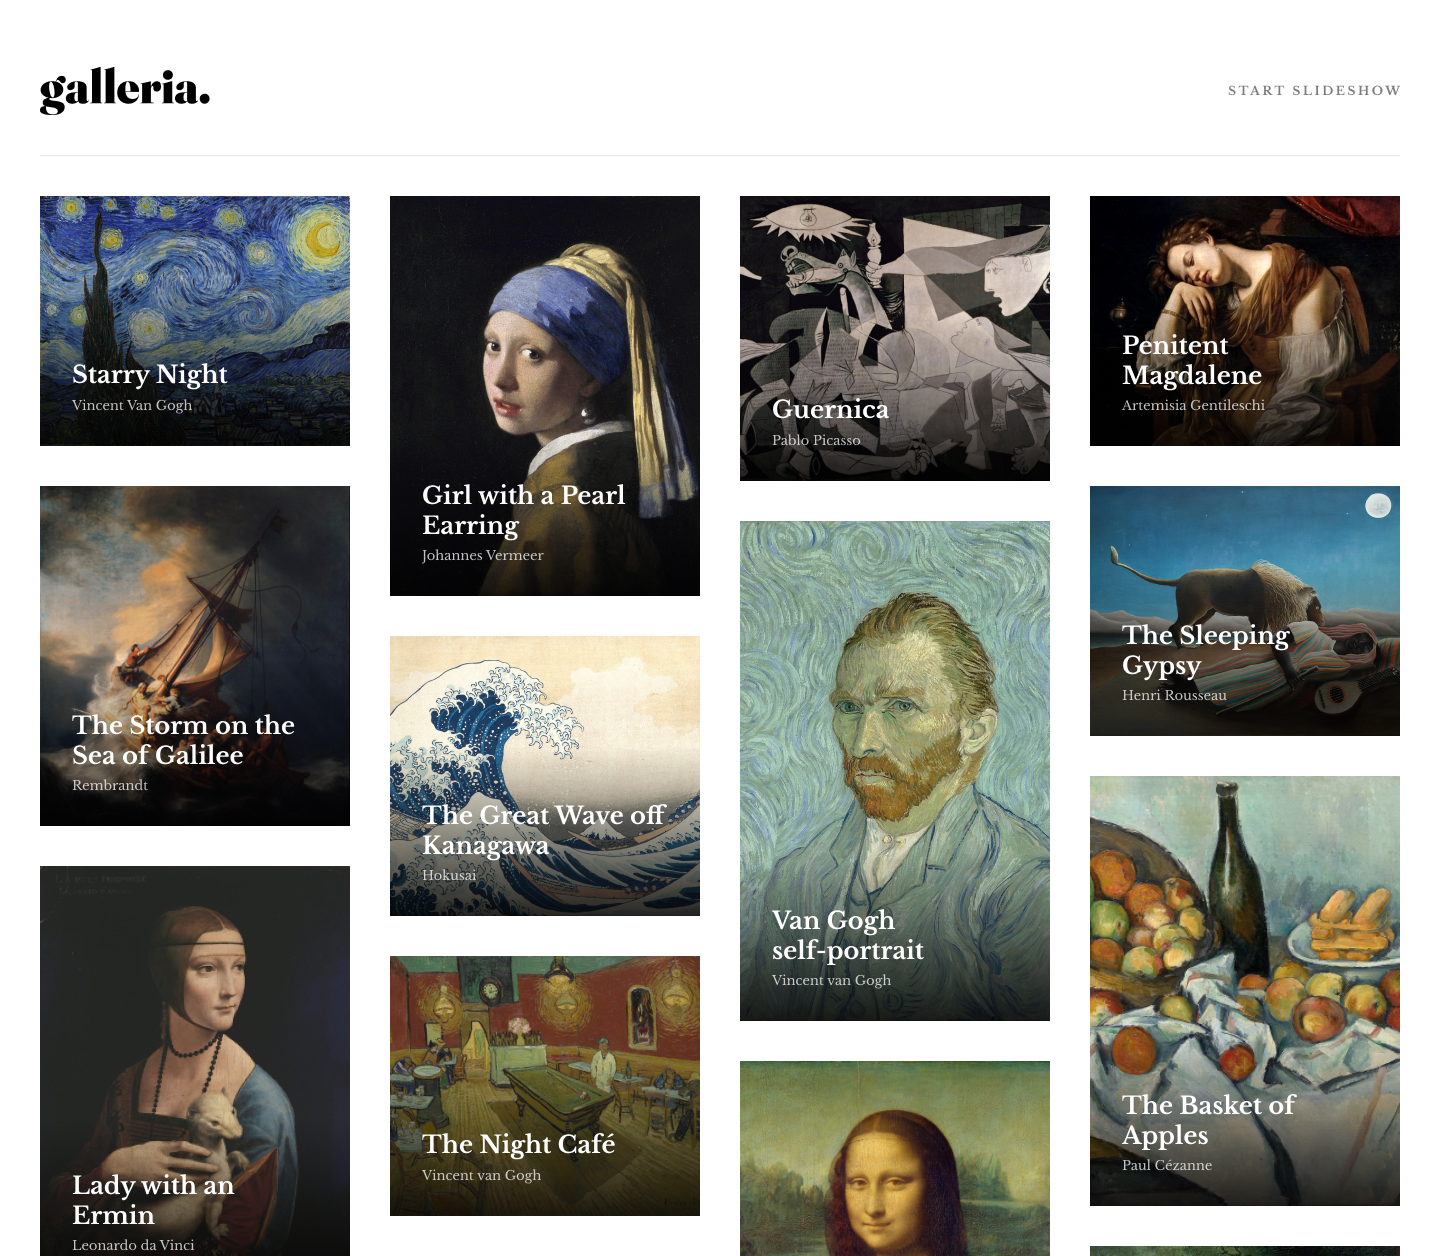 galleria.
START SLIDESHOW
Starry Night
Vincent Van Gogh
Girl with a Pearl
Earring
Johannes Vermeer
Guernica
Pablo Picasso
Penitent
Magdalene
Artemisia Gentileschi
The Storm on the
Sea of Galilee
Rembrandt
The Great Wave off
Kanagawa
Hokusai
Van Gogh
self-portrait
Vincent van Gogh
The Sleeping
Gypsy
Henri Rousseau
Lady with an
Ermin
Leonardo da Vinci
The Night Café
Vincent van Gogh
The Basket of
Apples
Paul Cézanne